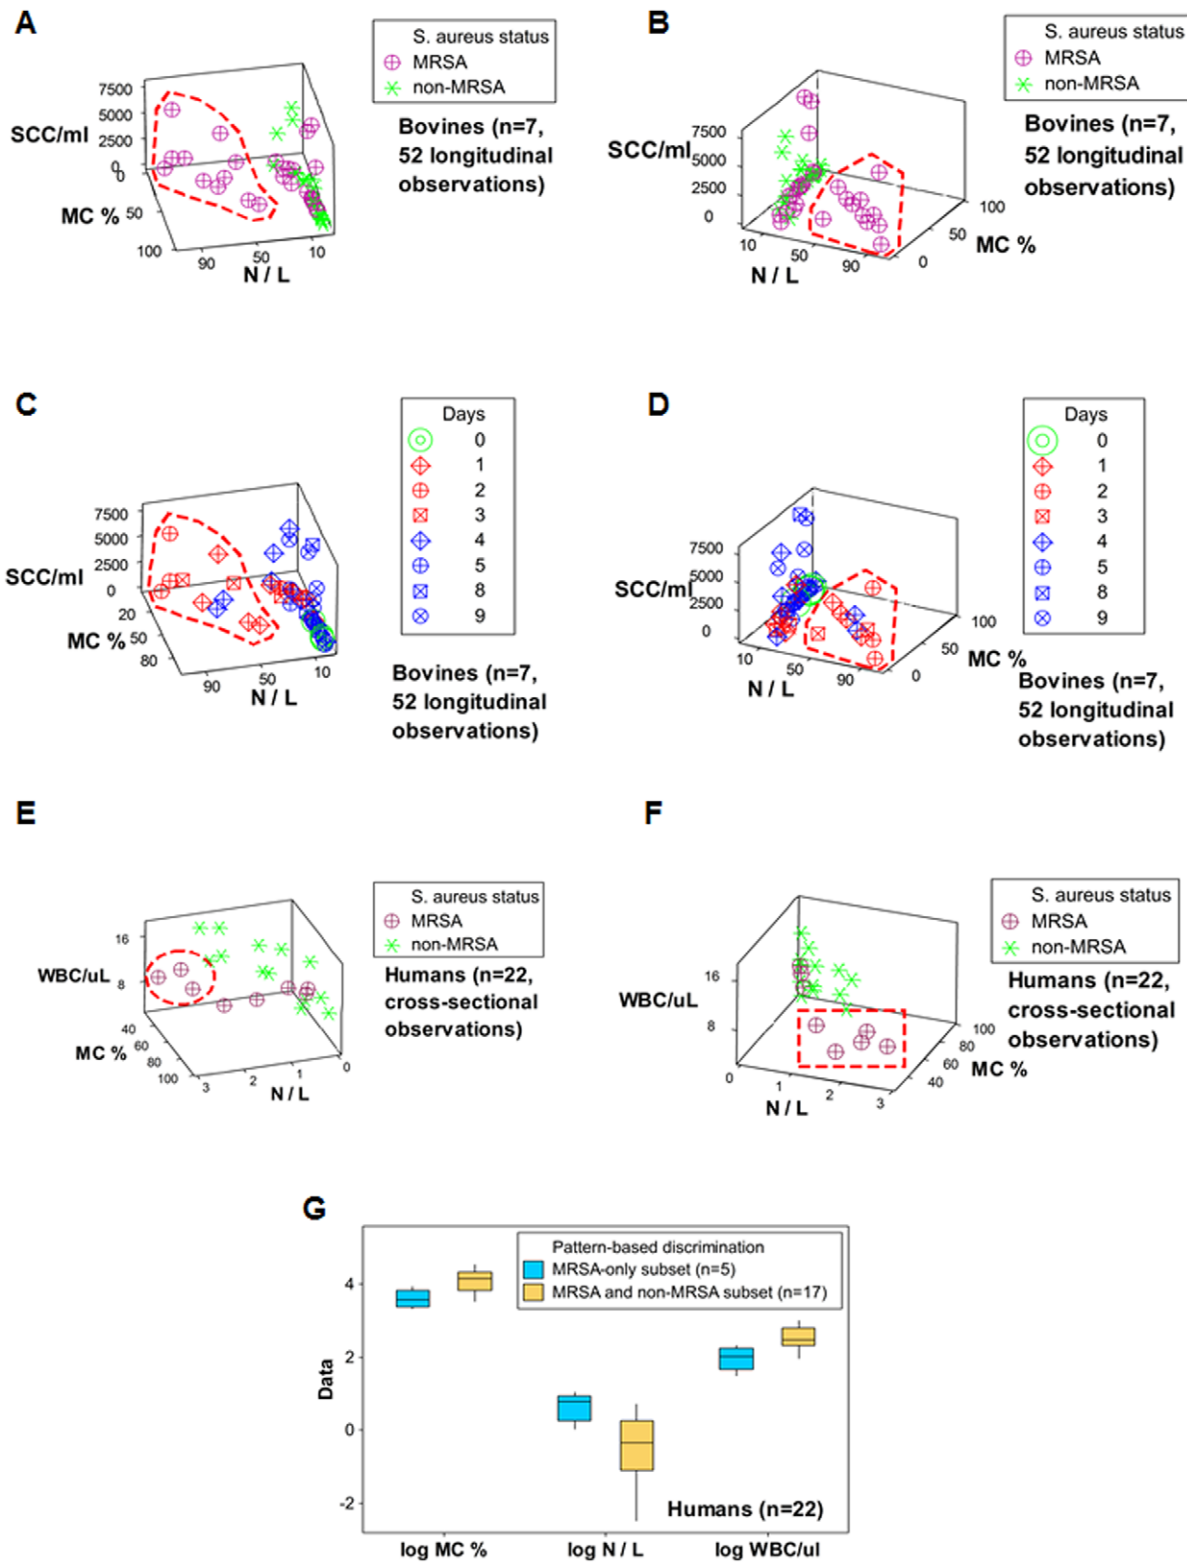 A
S. aureus status
MRSA
non-MRSA
Bovines (n=7,
52 longitudinal
observations)
7500
5000
2500
0
SCC/ml
0
50
100
MC %
90
50
10
N / L
B
S. aureus status
MRSA
non-MRSA
Bovines (n=7,
52 longitudinal
observations)
7500
5000
2500
0
SCC/ml
10
50
90
N / L
0
50
100
MC %
C
Days
0
1
2
3
4
5
8
9
Bovines (n=7,
52 longitudinal
observations)
7500
5000
2500
0
SCC/ml
20
50
80
MC %
90
50
10
N / L
D
Days
0
1
2
3
4
5
8
9
Bovines (n=7,
52 longitudinal
observations)
7500
5000
2500
0
SCC/ml
10
50
90
N / L
0
50
100
MC %
E
S. aureus status
MRSA
non-MRSA
Humans (n=22,
cross-sectional
observations)
16
8
WBC/uL
40
60
80
100
MC %
3
2
1
0
N / L
F
S. aureus status
MRSA
non-MRSA
Humans (n=22,
cross-sectional
observations)
16
8
WBC/uL
0
1
2
3
N / L
40
60
80
100
MC %
G
Pattern-based discrimination
MRSA-only subset (n=5)
MRSA and non-MRSA subset (n=17)
4
2
0
-2
Data
Humans (n=22)
log MC %
log N / L
log WBC/ul